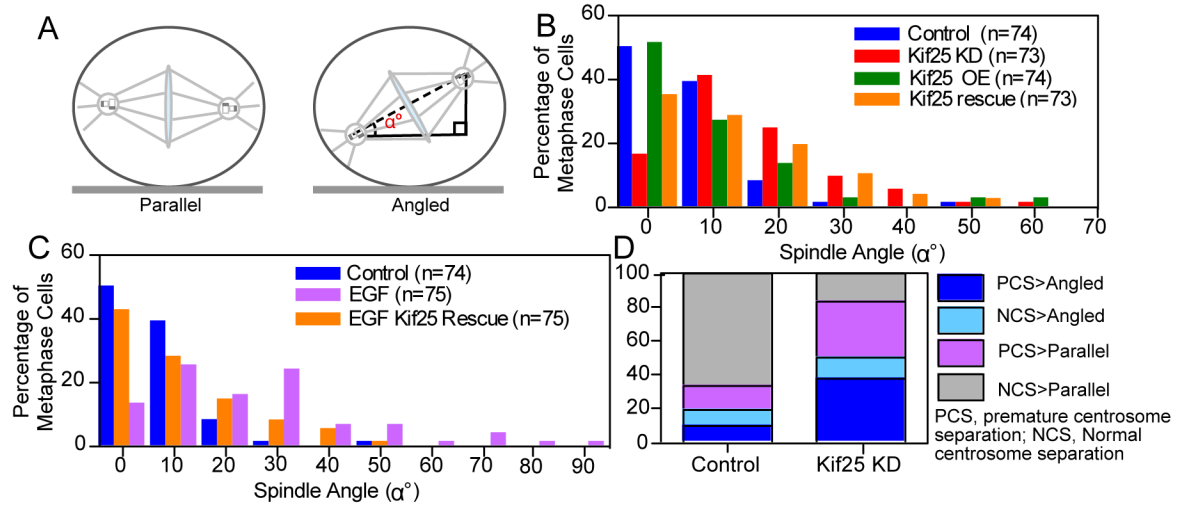 A
Parallel
α°
Angled
B
Percentage of
Metaphase Cells
60
40
20
0
Control (n=74)
Kif25 KD (n=73)
Kif25 OE (n=74)
Kif25 rescue (n=73)
0 10 20 30 40 50 60 70
Spindle Angle (α°)
C
Percentage of
Metaphase Cells
60
40
20
0
Control (n=74)
EGF (n=75)
EGF Kif25 Rescue (n=75)
0 10 20 30 40 50 60 70 80 90
Spindle Angle (α°)
D
100
80
60
40
20
0
Control Kif25 KD
PCS>Angled
NCS>Angled
PCS>Parallel
NCS>Parallel
PCS, premature centrosome
separation; NCS, Normal
centrosome separation